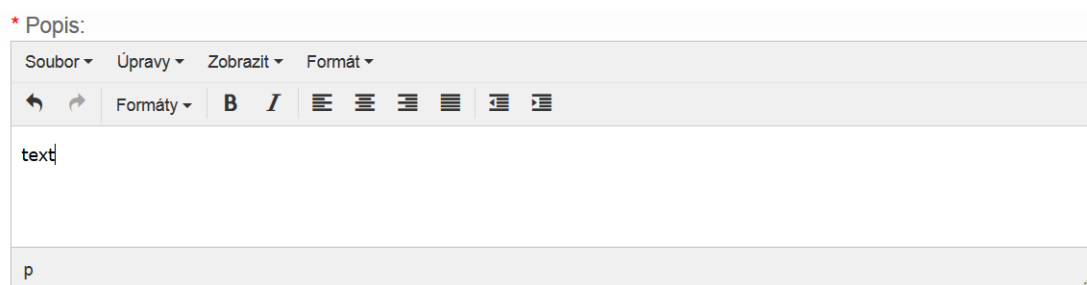 * Popis:
Soubor Úpravy Zobrazit Formát
Formáty B I
text
p